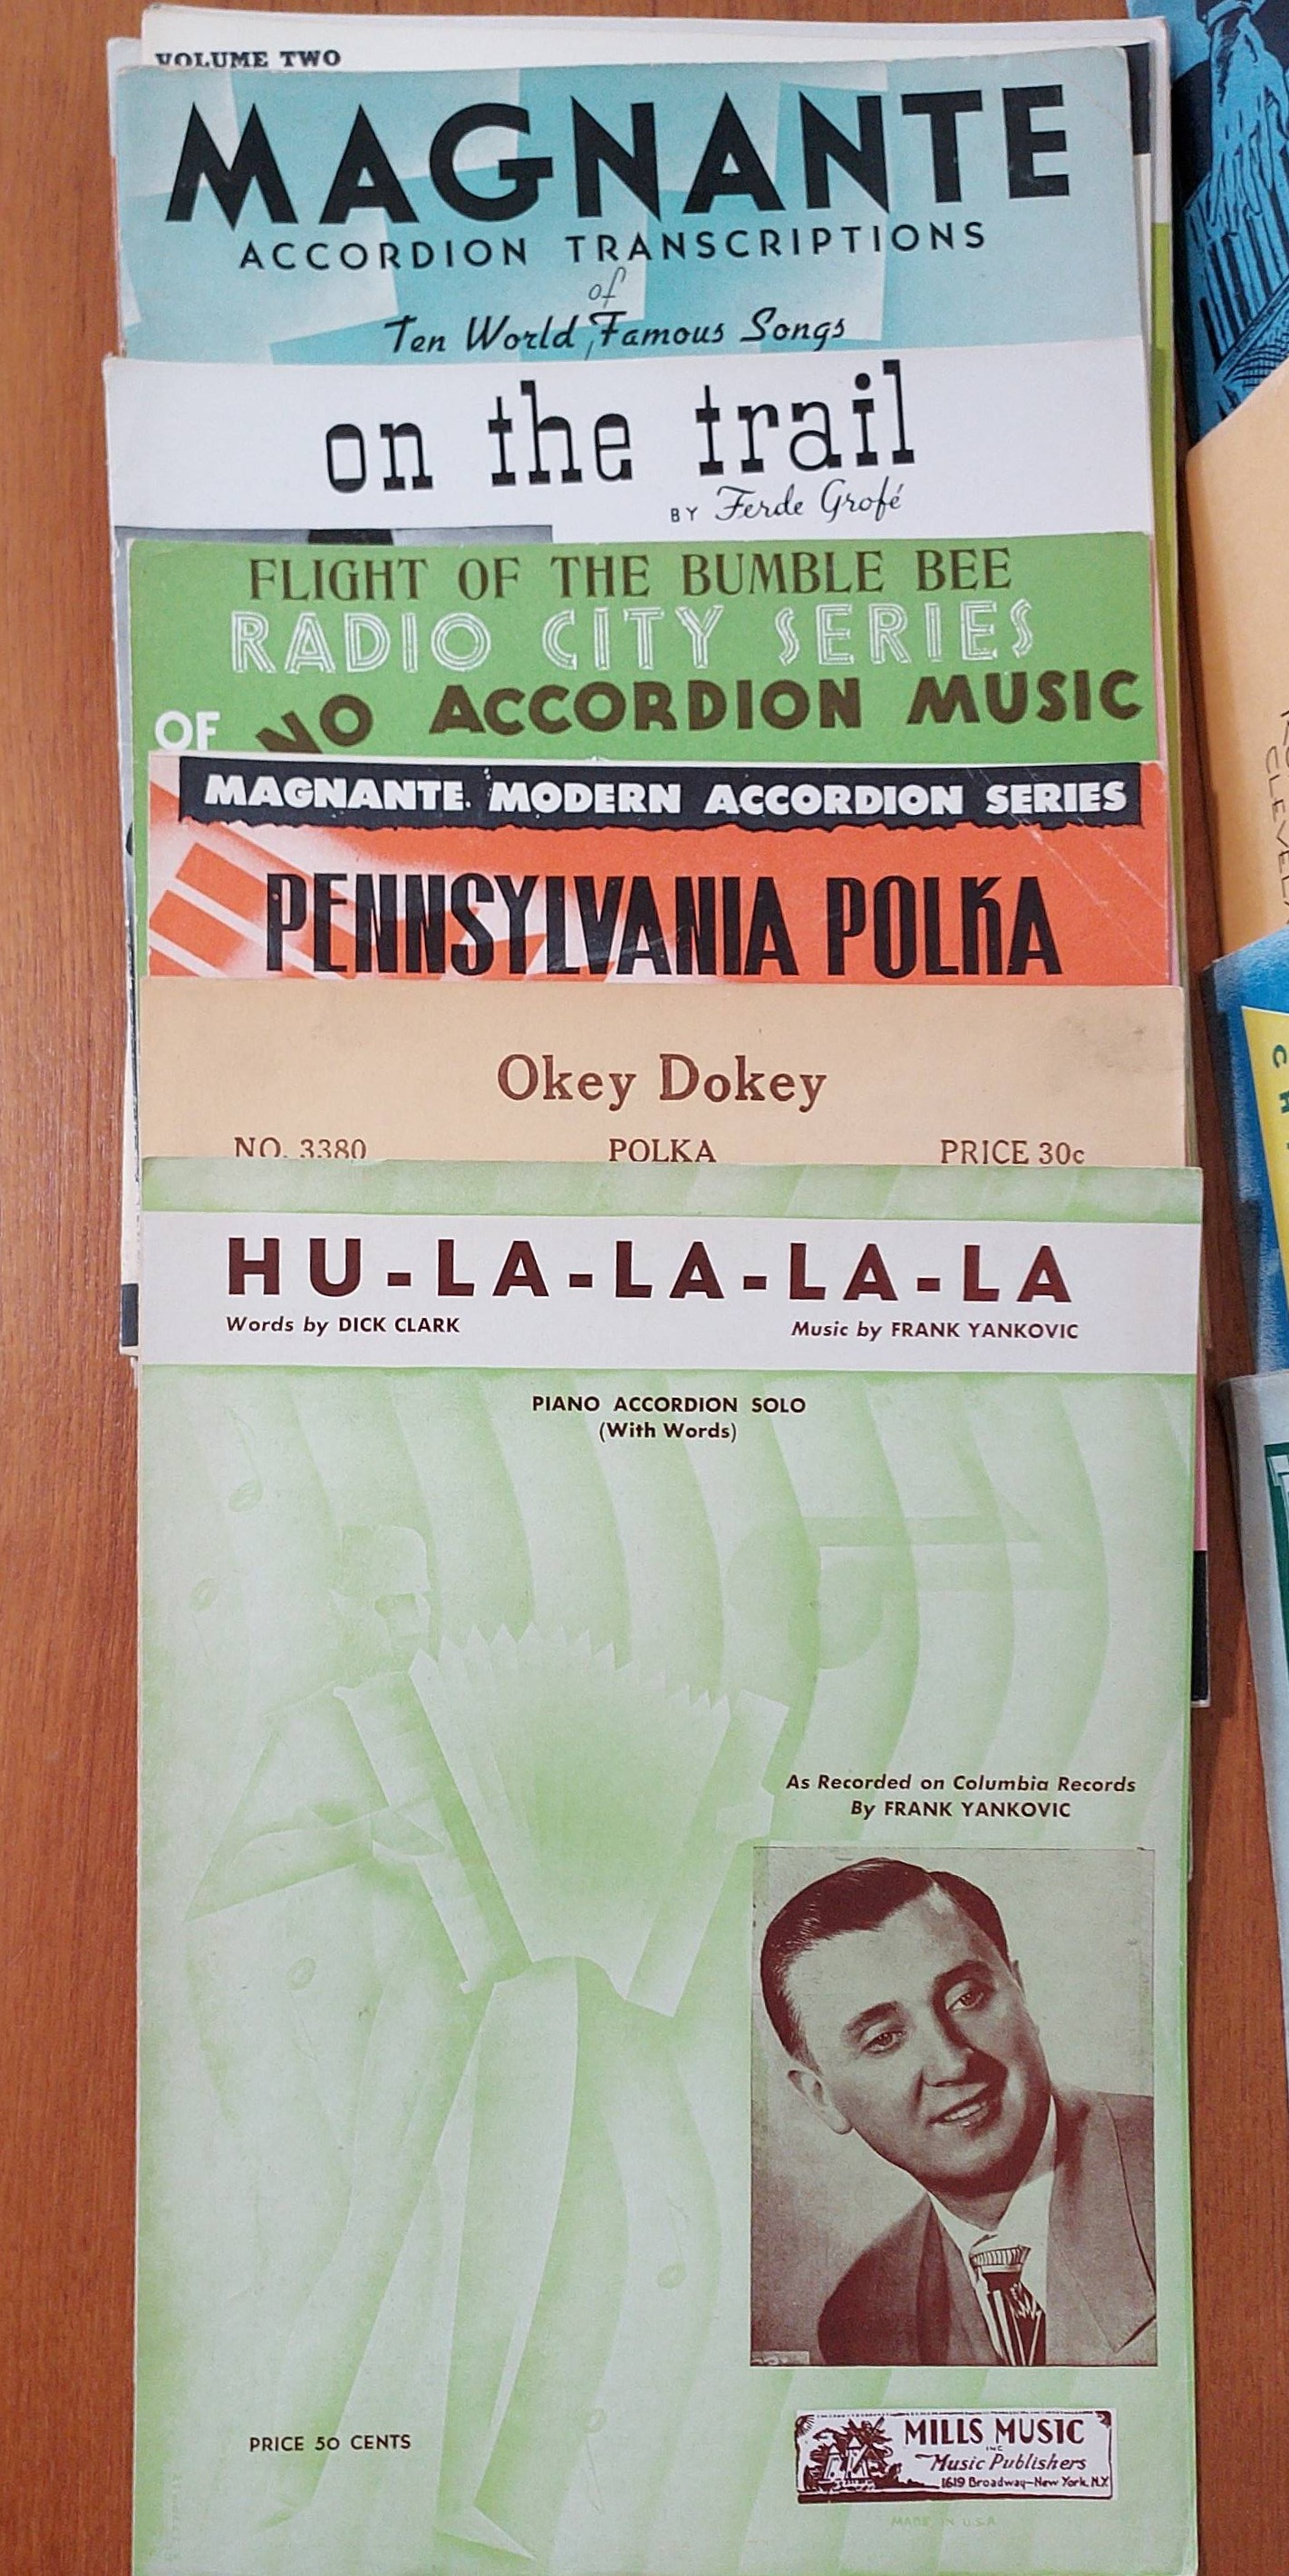 VOLUME TWO
MAGNANTE
ACCORDION TRANSCRIPTIONS
of
Ten World Famous Songs
on the trail
BY Ferde Grofé
FLIGHT OF THE BUMBLE BEE
RADIO CITY SERIES
OF NO ACCORDION MUSIC
MAGNANTE MODERN ACCORDION SERIES
PENNSYLVANIA POLKA
Okey Dokey
NO. 3380 POLKA PRICE 30c
HU-LA-LA-LA-LA
Words by DICK CLARK Music by FRANK YANKOVIC
PIANO ACCORDION SOLO
(With Words)
As Recorded on Columbia Records
By FRANK YANKOVIC
PRICE 50 CENTS
MILLS MUSIC
INC
Music Publishers
1619 Broadway-New York, N.Y.
MADE IN U.S.A.